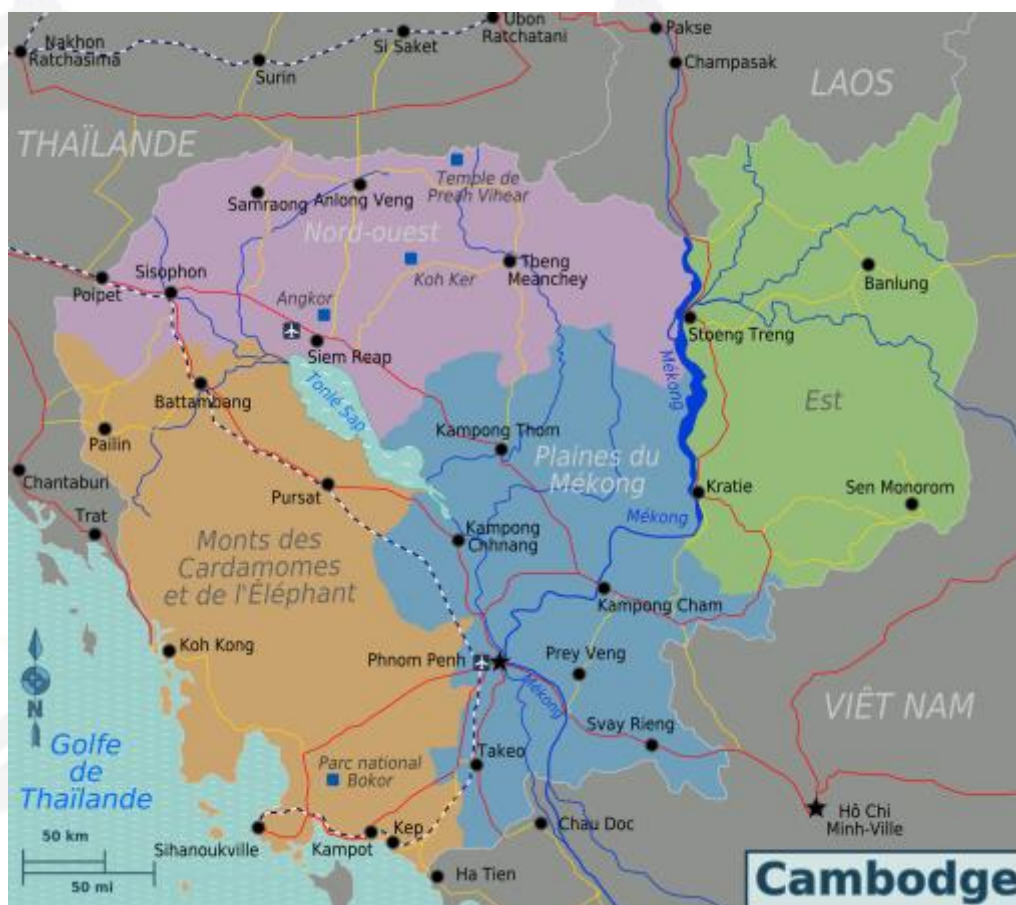 Nakhon
Ratchasima
Surin
Si Saket
Ubon
Ratchatani
Pakse
Champasak
LAOS
THAÏLANDE
Samraong
Anlong Veng
Temple de
Preah Vihear
Nord-ouest
Koh Ker
Tbeng
Meanchey
Banlung
Poipet
Sisophon
Angkor
Siem Reap
Stoeng Treng
Mékong
Tonlé Sap
Battambang
Pailin
Est
Kampong Thom
Plaines du
Mékong
Chantaburi
Trat
Pursat
Kratie
Sen Monorom
Mékong
Kampong
Chhnang
Monts des
Cardamomes
et de l'Éléphant
Kampong Cham
Koh Kong
Phnom Penh
Prey Veng
Mékong
VIÊT NAM
N
Svay Rieng
Golfe
de
Thaïlande
Parc national
Bokor
Takeo
Hô Chi
Minh-Ville
50 km
50 mi
Sihanoukville
Kampot
Kep
Chau Doc
Ha Tien
Cambodge